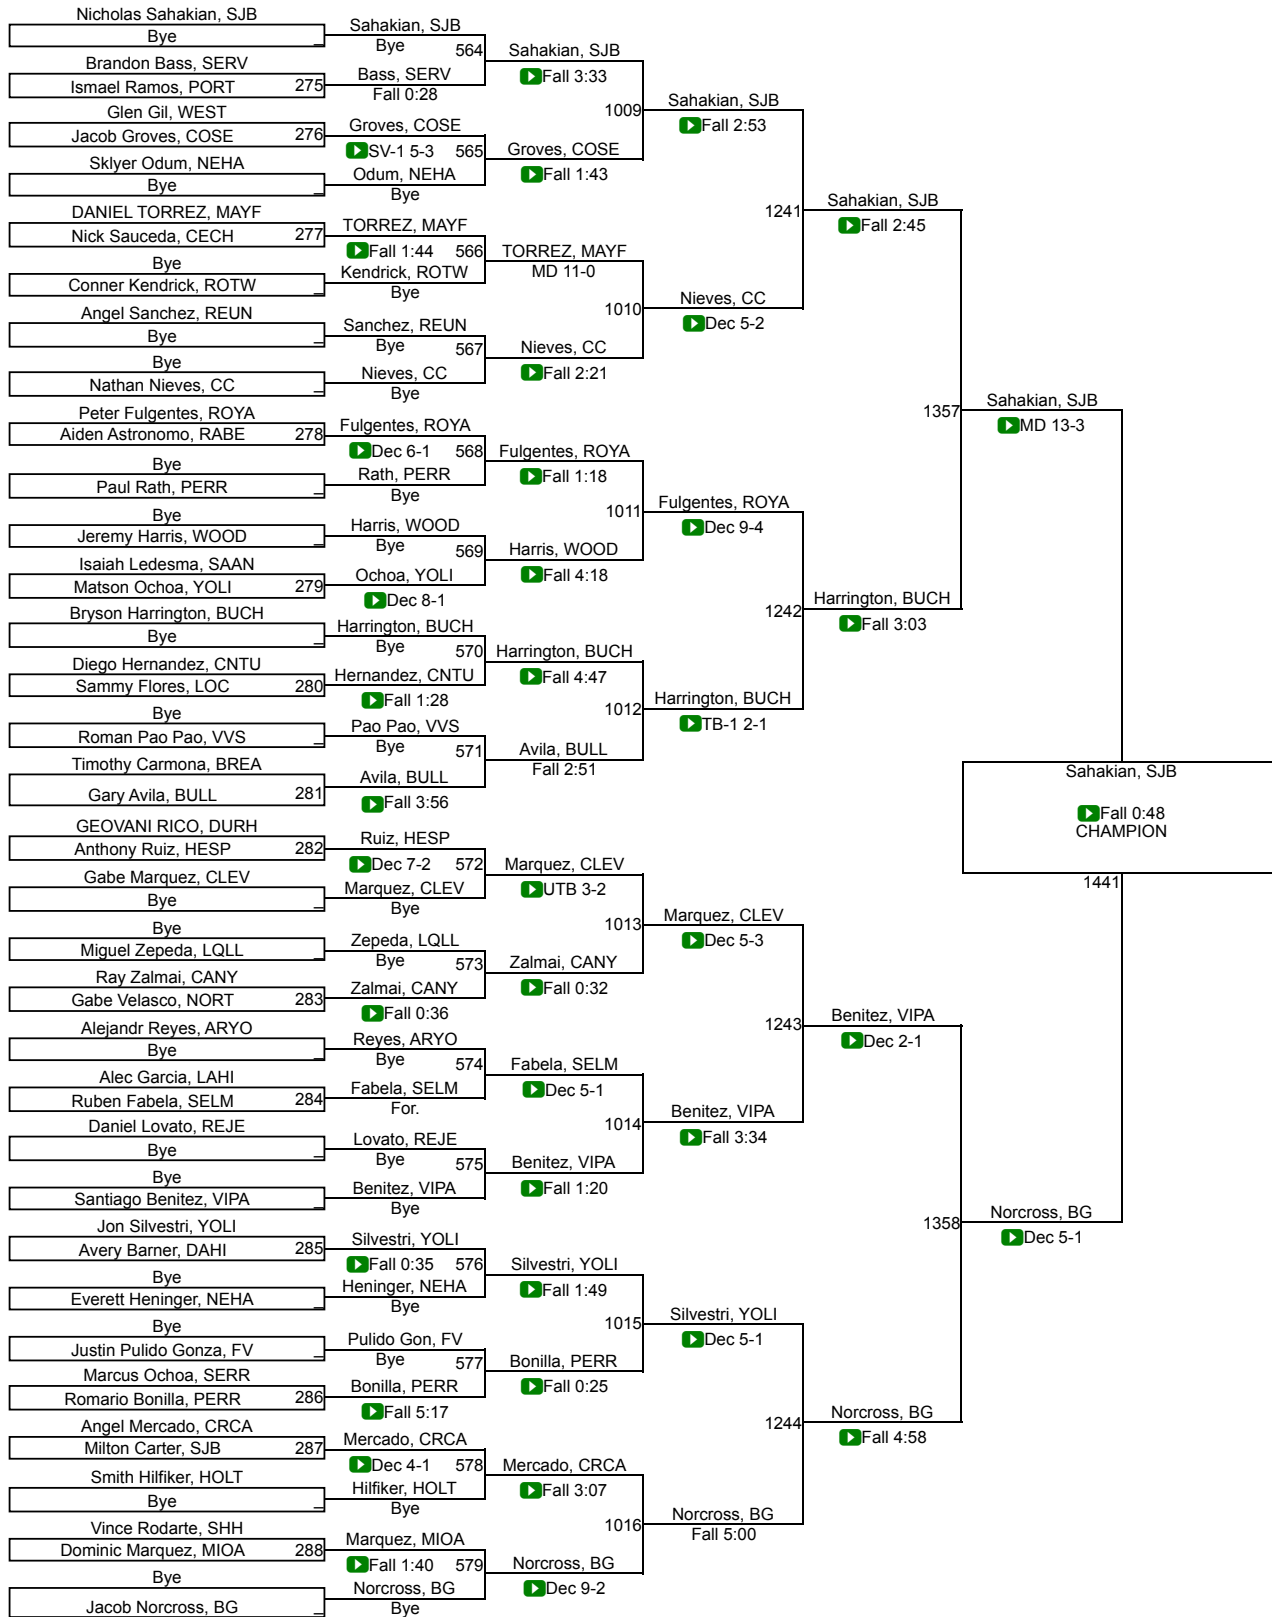 Nicholas Sahakian, SJB
Bye _
Brandon Bass, SERV
Ismael Ramos, PORT 275
Glen Gil, WEST
Jacob Groves, COSE 276
Sklyer Odum, NEHA
Bye _
DANIEL TORREZ, MAYF
Nick Sauceda, CECH 277
Bye
Conner Kendrick, ROTW _
Angel Sanchez, REUN
Bye _
Bye
Nathan Nieves, CC _
Peter Fulgentes, ROYA
Aiden Astronomo, RABE 278
Bye
Paul Rath, PERR _
Bye
Jeremy Harris, WOOD _
Isaiah Ledesma, SAAN
Matson Ochoa, YOLI 279
Bryson Harrington, BUCH
Bye _
Diego Hernandez, CNTU
Sammy Flores, LOC 280
Bye
Roman Pao Pao, VVS _
Timothy Carmona, BREA
Gary Avila, BULL 281
GEOVANI RICO, DURH
Anthony Ruiz, HESP 282
Gabe Marquez, CLEV
Bye _
Bye
Miguel Zepeda, LQLL _
Ray Zalmai, CANY
Gabe Velasco, NORT 283
Alejandr Reyes, ARYO
Bye _
Alec Garcia, LAHI
Ruben Fabela, SELM 284
Daniel Lovato, REJE
Bye _
Bye
Santiago Benitez, VIPA _
Jon Silvestri, YOLI
Avery Barner, DAHI 285
Bye
Everett Heninger, NEHA _
Bye
Justin Pulido Gonza, FV _
Marcus Ochoa, SERR
Romario Bonilla, PERR 286
Angel Mercado, CRCA
Milton Carter, SJB 287
Smith Hilfiker, HOLT
Bye _
Vince Rodarte, SHH
Dominic Marquez, MIOA 288
Bye
Jacob Norcross, BG _
Sahakian, SJB
Bye 564
Bass, SERV
Fall 0:28
Groves, COSE
SV-1 5-3 565
Odum, NEHA
Bye
TORREZ, MAYF
Fall 1:44 566
Kendrick, ROTW
Bye
Sanchez, REUN
Bye 567
Nieves, CC
Bye
Fulgentes, ROYA
Dec 6-1 568
Rath, PERR
Bye
Harris, WOOD
Bye 569
Ochoa, YOLI
Dec 8-1
Harrington, BUCH
Bye 570
Hernandez, CNTU
Fall 1:28
Pao Pao, VVS
Bye 571
Avila, BULL
Fall 3:56
Ruiz, HESP
Dec 7-2 572
Marquez, CLEV
Bye
Zepeda, LQLL
Bye 573
Zalmai, CANY
Fall 0:36
Reyes, ARYO
Bye 574
Fabela, SELM
For.
Lovato, REJE
Bye 575
Benitez, VIPA
Bye
Silvestri, YOLI
Fall 0:35 576
Heninger, NEHA
Bye
Pulido Gon, FV
Bye 577
Bonilla, PERR
Fall 5:17
Mercado, CRCA
Dec 4-1 578
Hilfiker, HOLT
Bye
Marquez, MIOA
Fall 1:40 579
Norcross, BG
Bye
Sahakian, SJB
Fall 3:33
1009
Groves, COSE
Fall 1:43
TORREZ, MAYF
MD 11-0
1010
Nieves, CC
Fall 2:21
Fulgentes, ROYA
Fall 1:18
1011
Harris, WOOD
Fall 4:18
Harrington, BUCH
Fall 4:47
1012
Avila, BULL
Fall 2:51
Marquez, CLEV
UTB 3-2
1013
Zalmai, CANY
Fall 0:32
Fabela, SELM
Dec 5-1
1014
Benitez, VIPA
Fall 1:20
Silvestri, YOLI
Fall 1:49
1015
Bonilla, PERR
Fall 0:25
Mercado, CRCA
Fall 3:07
1016
Norcross, BG
Dec 9-2
Sahakian, SJB
Fall 2:53
1241
Nieves, CC
Dec 5-2
Fulgentes, ROYA
Dec 9-4
1242
Harrington, BUCH
TB-1 2-1
Marquez, CLEV
Dec 5-3
1243
Benitez, VIPA
Fall 3:34
Silvestri, YOLI
Dec 5-1
1244
Norcross, BG
Fall 5:00
Sahakian, SJB
Fall 2:45
1357
Harrington, BUCH
Fall 3:03
Benitez, VIPA
Dec 2-1
1358
Norcross, BG
Fall 4:58
Sahakian, SJB
MD 13-3
Norcross, BG
Dec 5-1
Sahakian, SJB
Fall 0:48
CHAMPION
1441